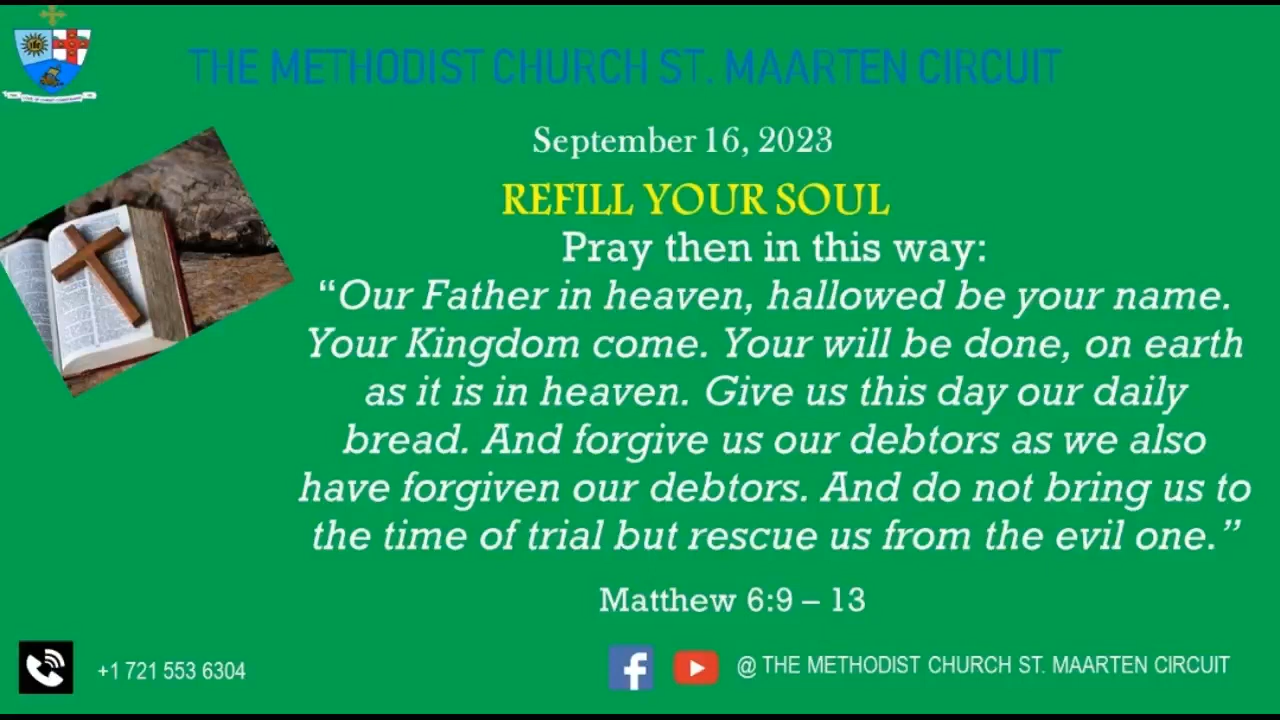 THE METHODIST CHURCH ST. MAARTEN CIRCUIT
September 16, 2023
REFILL YOUR SOUL
Pray then in this way:
“Our Father in heaven, hallowed be your name.
Your Kingdom come. Your will be done, on earth
as it is in heaven. Give us this day our daily
bread. And forgive us our debtors as we also
have forgiven our debtors. And do not bring us to
the time of trial but rescue us from the evil one.”
Matthew 6:9 – 13
+1 721 553 6304
@ THE METHODIST CHURCH ST. MAARTEN CIRCUIT